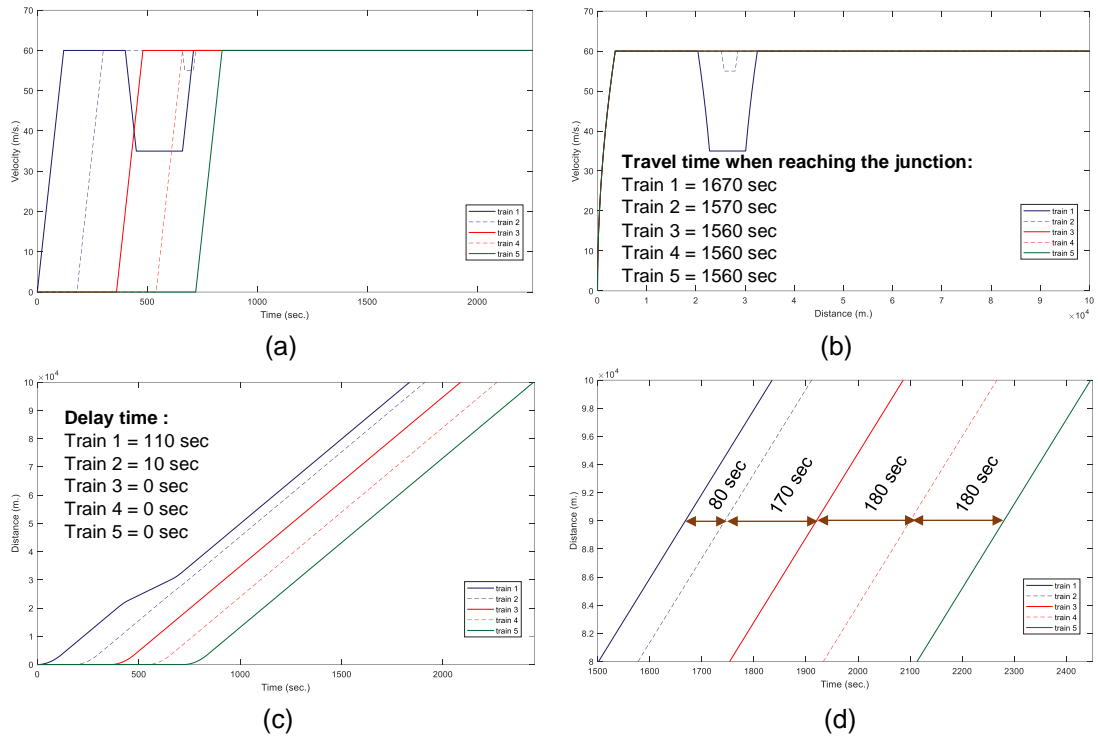 70
60
50
40
30
20
10
0
Velocity (m/s.)
0
500
1000
1500
2000
Time (sec.)
train 1
train 2
train 3
train 4
train 5
(a)
70
60
50
40
30
20
10
0
Velocity (m/s.)
Travel time when reaching the junction:
Train 1 = 1670 sec
Train 2 = 1570 sec
Train 3 = 1560 sec
Train 4 = 1560 sec
Train 5 = 1560 sec
train 1
train 2
train 3
train 4
train 5
0
1
2
3
4
5
6
7
8
9
10
×10⁴
Distance (m.)
(b)
×10⁴
10
9
8
7
6
5
4
3
2
1
0
Distance (m.)
Delay time :
Train 1 = 110 sec
Train 2 = 10 sec
Train 3 = 0 sec
Train 4 = 0 sec
Train 5 = 0 sec
train 1
train 2
train 3
train 4
train 5
0
500
1000
1500
2000
Time (sec.)
(c)
×10⁴
10
9.8
9.6
9.4
9.2
9
8.8
8.6
8.4
8.2
8
Distance (m.)
80 sec
170 sec
180 sec
180 sec
train 1
train 2
train 3
train 4
train 5
1500
1600
1700
1800
1900
2000
2100
2200
2300
2400
Time (sec.)
(d)